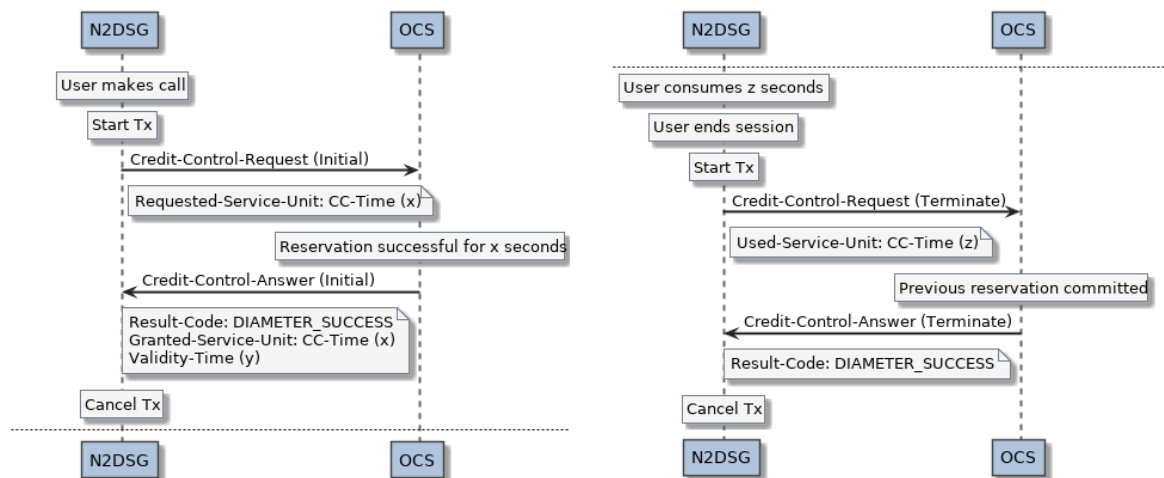 N2DSG
OCS
User makes call
Start Tx
Credit-Control-Request (Initial)
Requested-Service-Unit: CC-Time (x)
Reservation successful for x seconds
Credit-Control-Answer (Initial)
Result-Code: DIAMETER_SUCCESS
Granted-Service-Unit: CC-Time (x)
Validity-Time (y)
Cancel Tx
N2DSG
OCS
N2DSG
OCS
User consumes z seconds
User ends session
Start Tx
Credit-Control-Request (Terminate)
Used-Service-Unit: CC-Time (z)
Previous reservation committed
Credit-Control-Answer (Terminate)
Result-Code: DIAMETER_SUCCESS
Cancel Tx
N2DSG
OCS